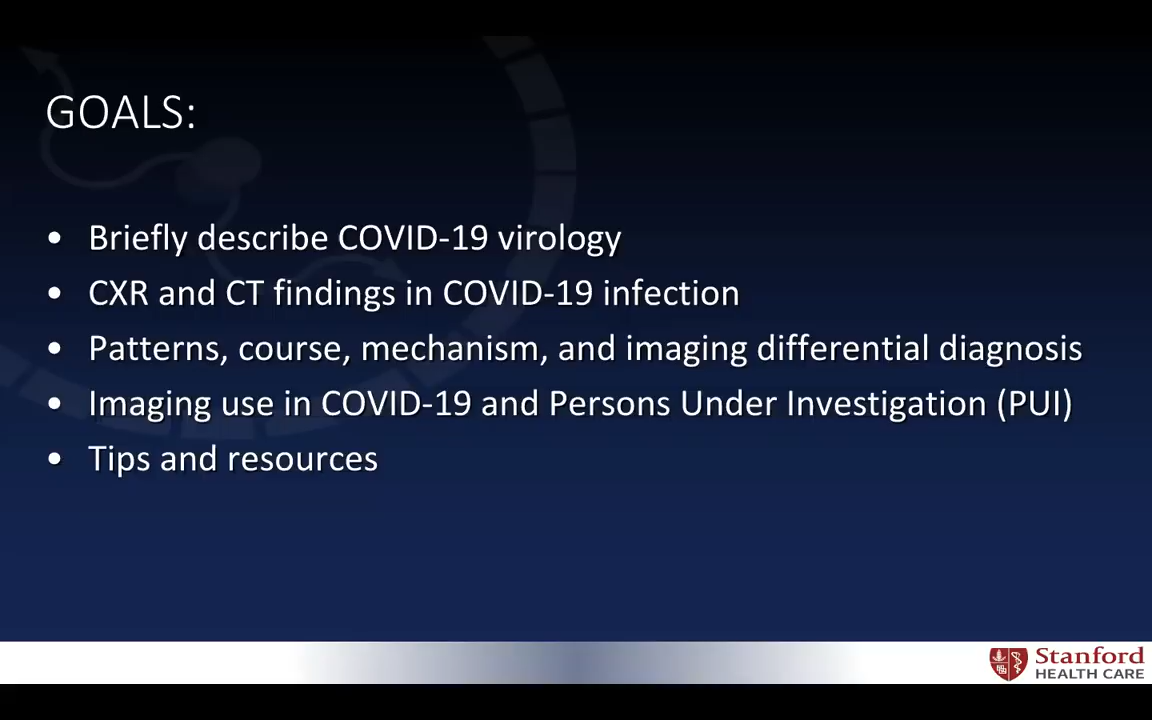 GOALS:
• Briefly describe COVID-19 virology
• CXR and CT findings in COVID-19 infection
• Patterns, course, mechanism, and imaging differential diagnosis
• Imaging use in COVID-19 and Persons Under Investigation (PUI)
• Tips and resources
Stanford
HEALTH CARE